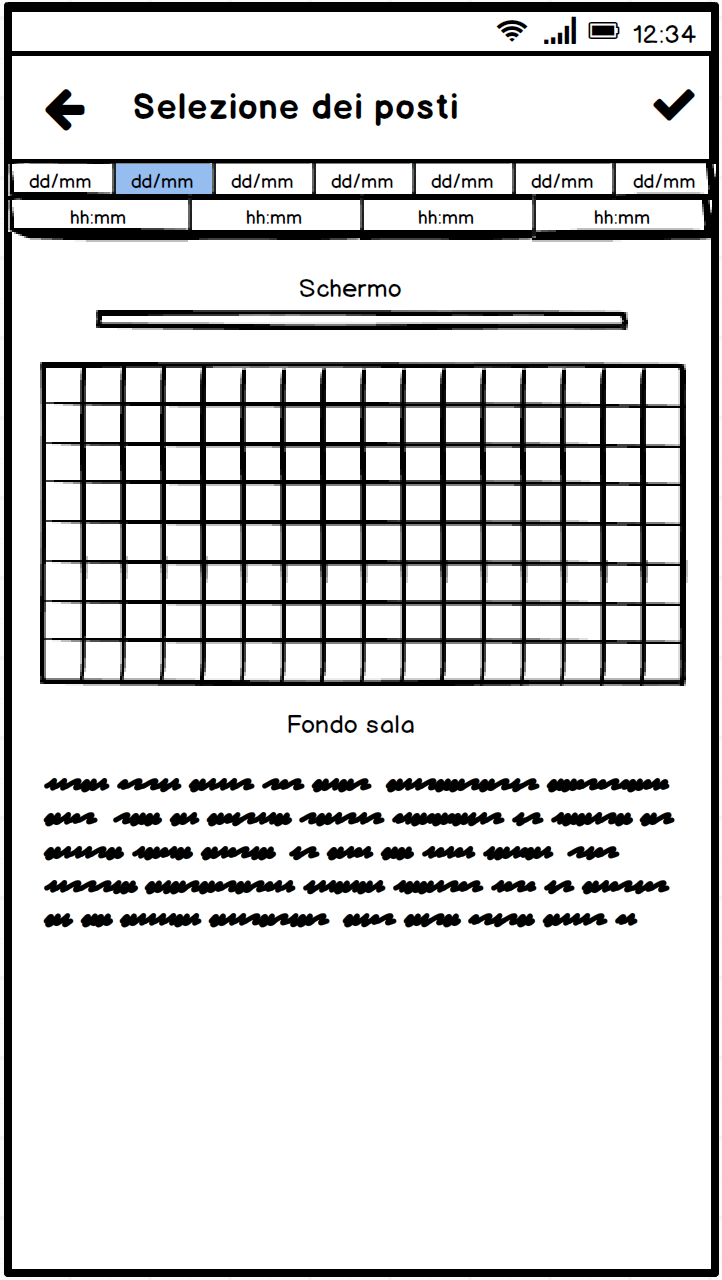 12:34
Selezione dei posti
dd/mm dd/mm dd/mm dd/mm dd/mm dd/mm dd/mm
hh:mm hh:mm hh:mm hh:mm
Schermo
Fondo sala